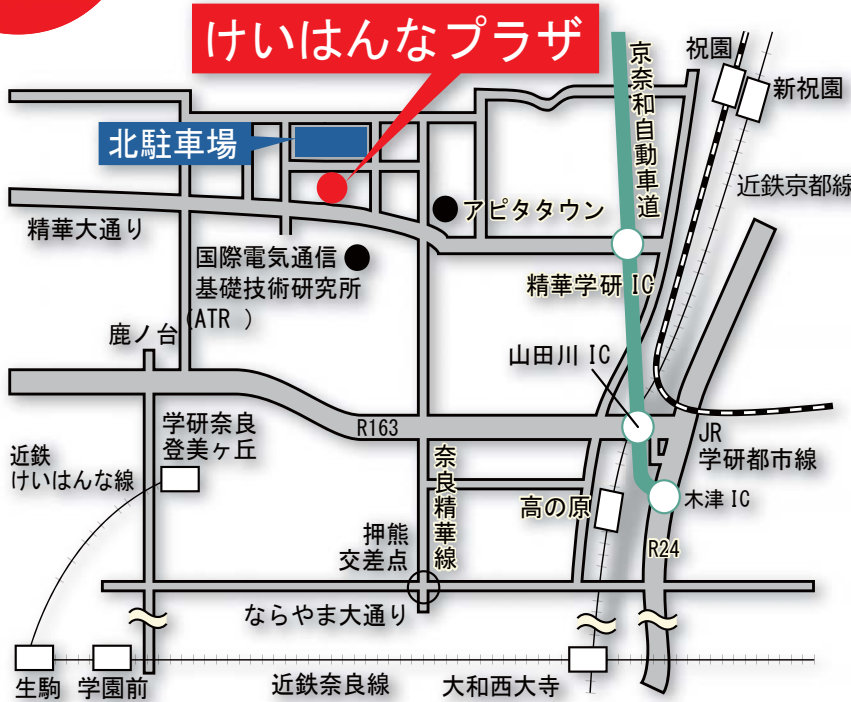 けいはんなプラザ
北駐車場
京奈和自動車道
祝園
新祝園
近鉄京都線
アピタタウン
精華大通り
国際電気通信
基礎技術研究所
(ATR )
精華学研 IC
鹿ノ台
山田川 IC
学研奈良
登美ヶ丘
R163
JR
学研都市線
近鉄
けいはんな線
奈良精華線
高の原
木津 IC
押熊
交差点
R24
ならやま大通り
生駒
学園前
近鉄奈良線
大和西大寺